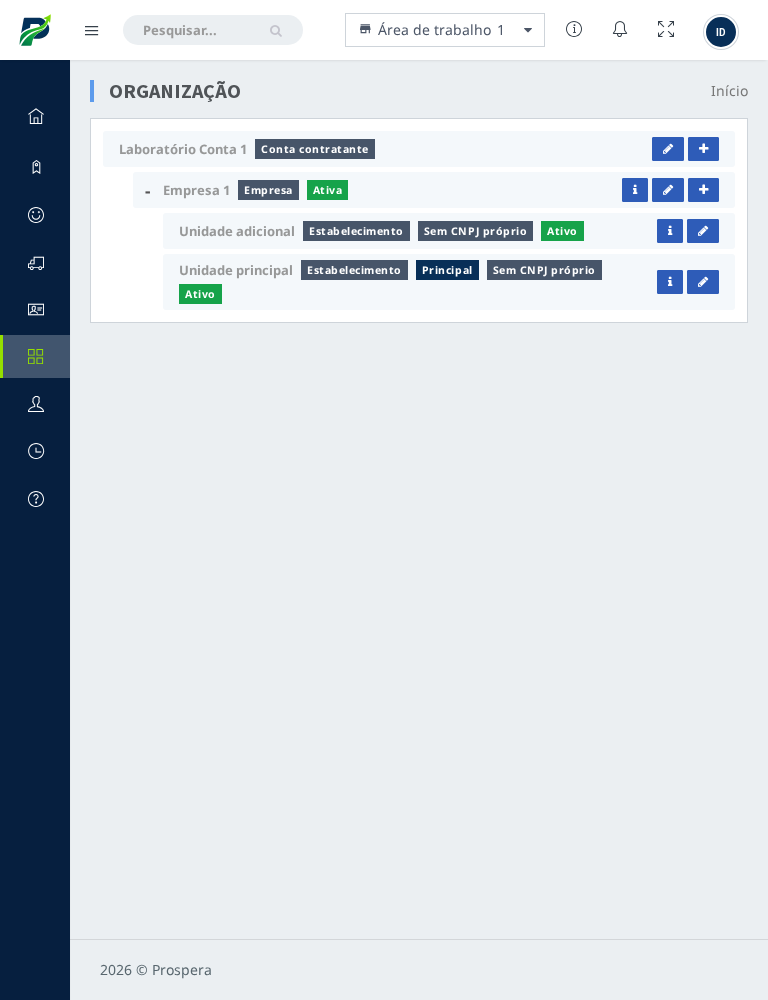 Pesquisar...
Área de trabalho 1
ID
ORGANIZAÇÃO
Início
Laboratório Conta 1 Conta contratante
- Empresa 1 Empresa Ativa
Unidade adicional Estabelecimento Sem CNPJ próprio Ativo
Unidade principal Estabelecimento Principal Sem CNPJ próprio
Ativo
2026 © Prospera